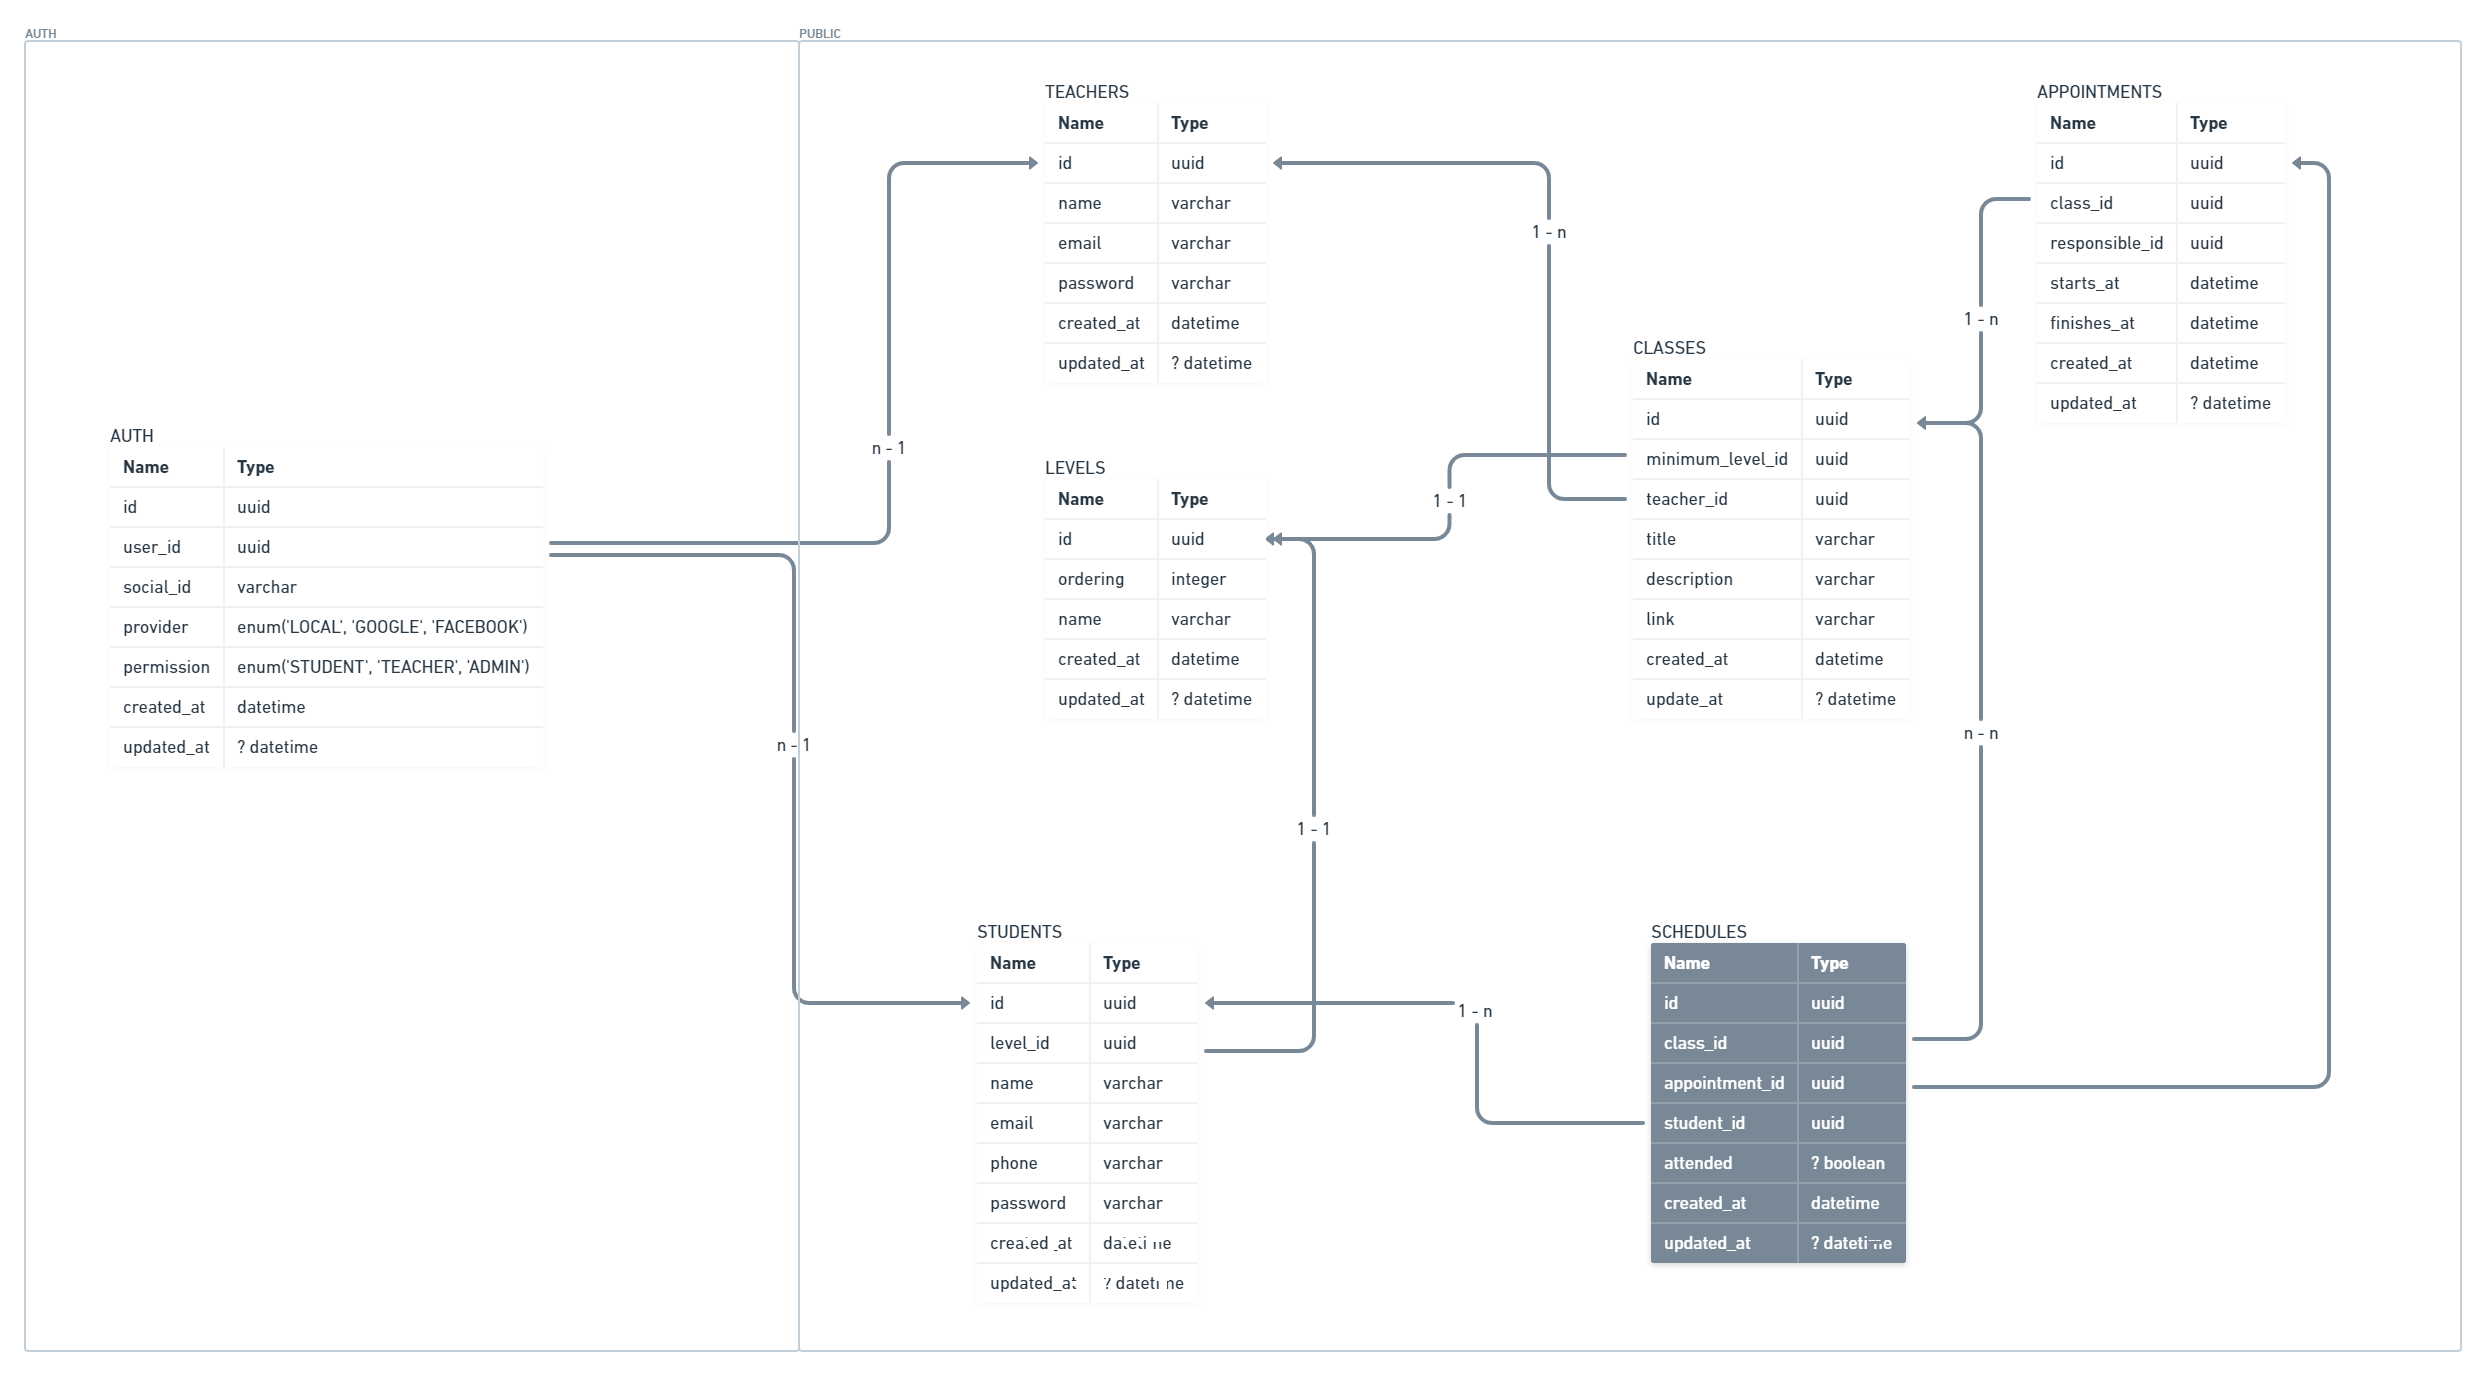 AUTH
PUBLIC
TEACHERS
Name Type
id uuid
name varchar
email varchar
password varchar
created_at datetime
updated_at ? datetime
APPOINTMENTS
Name Type
id uuid
class_id uuid
responsible_id uuid
starts_at datetime
finishes_at datetime
created_at datetime
updated_at ? datetime
1 - n
1 - n
CLASSES
Name Type
id uuid
minimum_level_id uuid
teacher_id uuid
title varchar
description varchar
link varchar
created_at datetime
update_at ? datetime
AUTH
Name Type
id uuid
user_id uuid
social_id varchar
provider enum('LOCAL', 'GOOGLE', 'FACEBOOK')
permission enum('STUDENT', 'TEACHER', 'ADMIN')
created_at datetime
updated_at ? datetime
n - 1
LEVELS
Name Type
id uuid
ordering integer
name varchar
created_at datetime
updated_at ? datetime
1 - 1
n - 1
n - n
1 - 1
STUDENTS
Name Type
id uuid
level_id uuid
name varchar
email varchar
phone varchar
password varchar
created_at datetime
updated_at ? datetime
1 - n
SCHEDULES
Name Type
id uuid
class_id uuid
appointment_id uuid
student_id uuid
attended ? boolean
created_at datetime
updated_at ? datetime